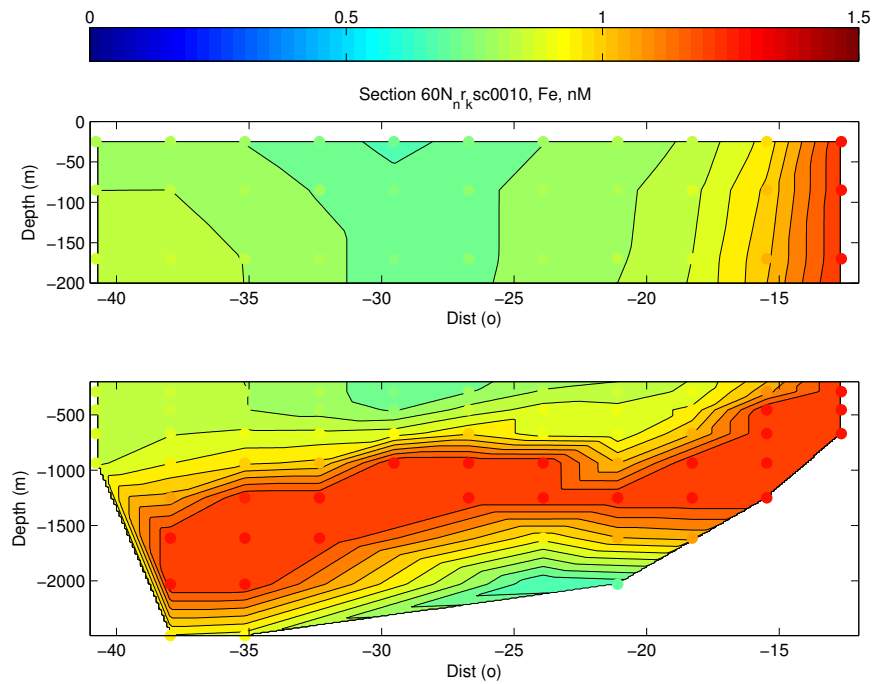 0 0.5 1 1.5
Section 60N_n r_k sc0010, Fe, nM
0
−50
−100
−150
−200
Depth (m)
−40 −35 −30 −25 −20 −15
Dist (o)
−500
−1000
−1500
−2000
Depth (m)
−40 −35 −30 −25 −20 −15
Dist (o)